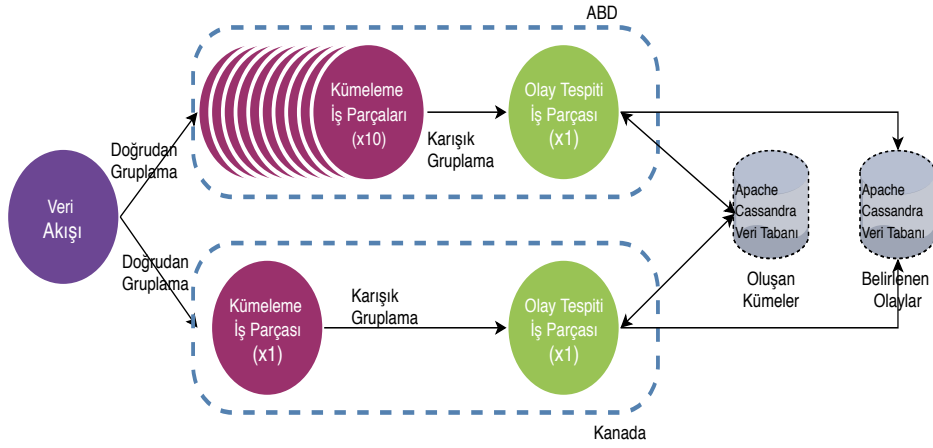 ABD
Kümeleme
İş Parçaları
(x10)
Olay Tespiti
İş Parçası
(x1)
Karışık
Gruplama
Doğrudan
Gruplama
Veri
Akışı
Doğrudan
Gruplama
Apache
Cassandra
Veri Tabanı
Oluşan
Kümeler
Apache
Cassandra
Veri Tabanı
Belirlenen
Olaylar
Kümeleme
İş Parçası
(x1)
Karışık
Gruplama
Olay Tespiti
İş Parçası
(x1)
Kanada